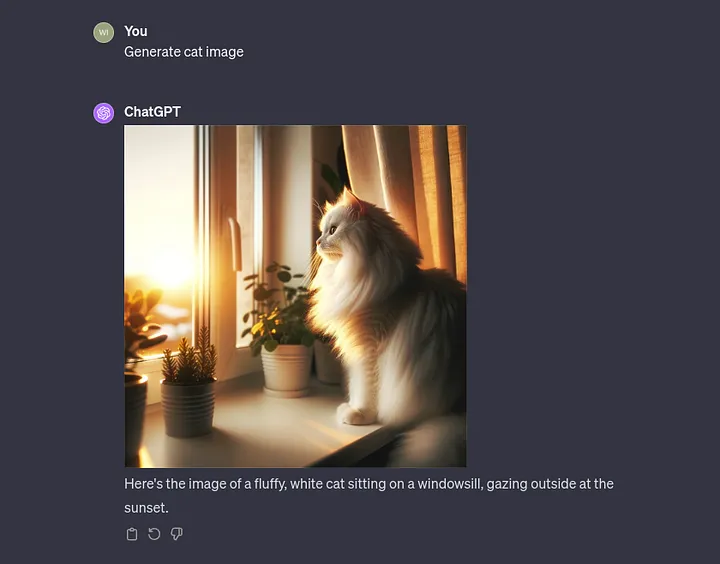 WI
You
Generate cat image
ChatGPT
Here's the image of a fluffy, white cat sitting on a windowsill, gazing outside at the
sunset.